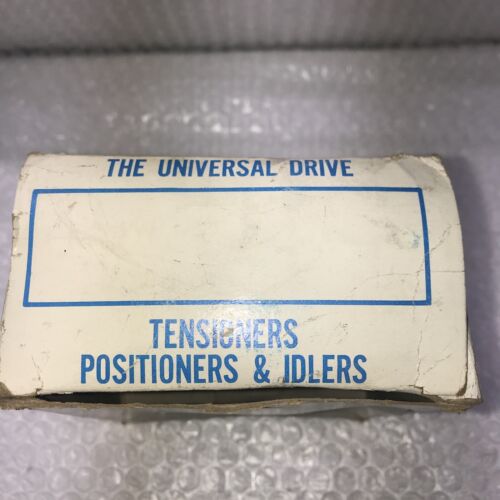 THE UNIVERSAL DRIVE
TENSIONERS
POSITIONERS & IDLERS